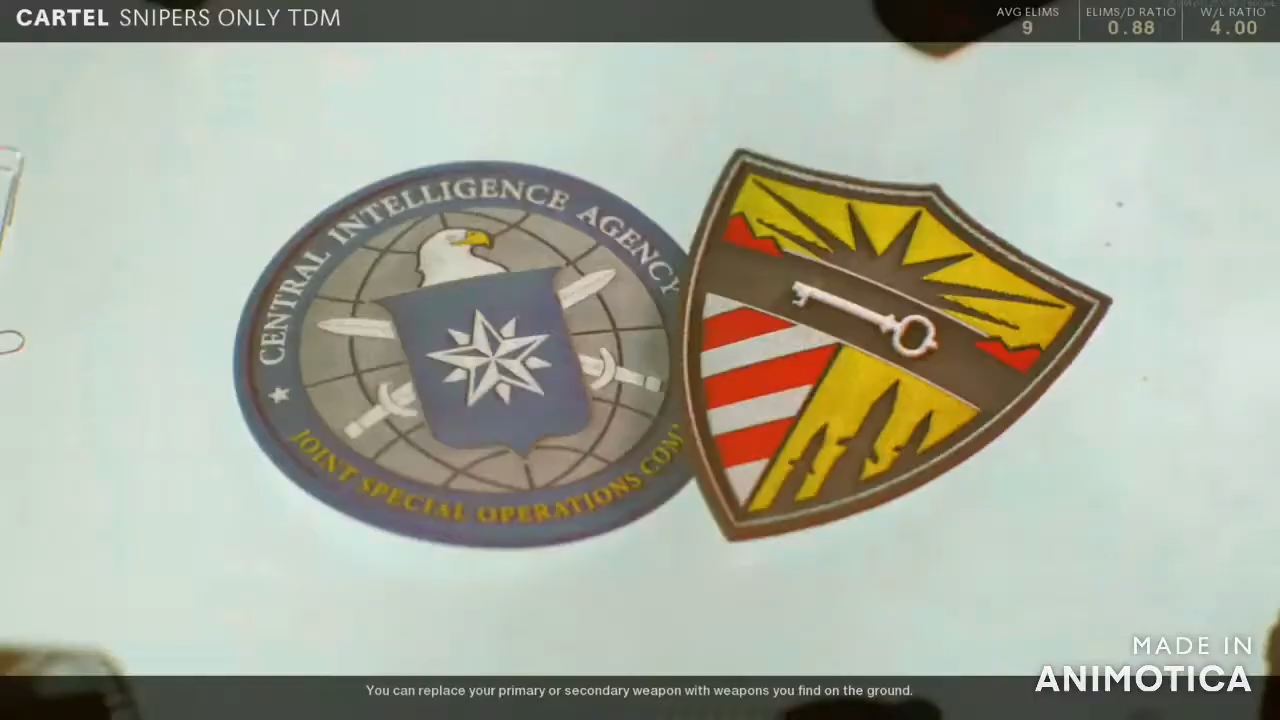 CARTEL SNIPERS ONLY TDM
AVG ELIMS
9
ELIMS/D RATIO
0.88
W/L RATIO
4.00
CENTRAL INTELLIGENCE AGENCY
JOINT SPECIAL OPERATIONS COM
MADE IN
ANIMOTICA
You can replace your primary or secondary weapon with weapons you find on the ground.